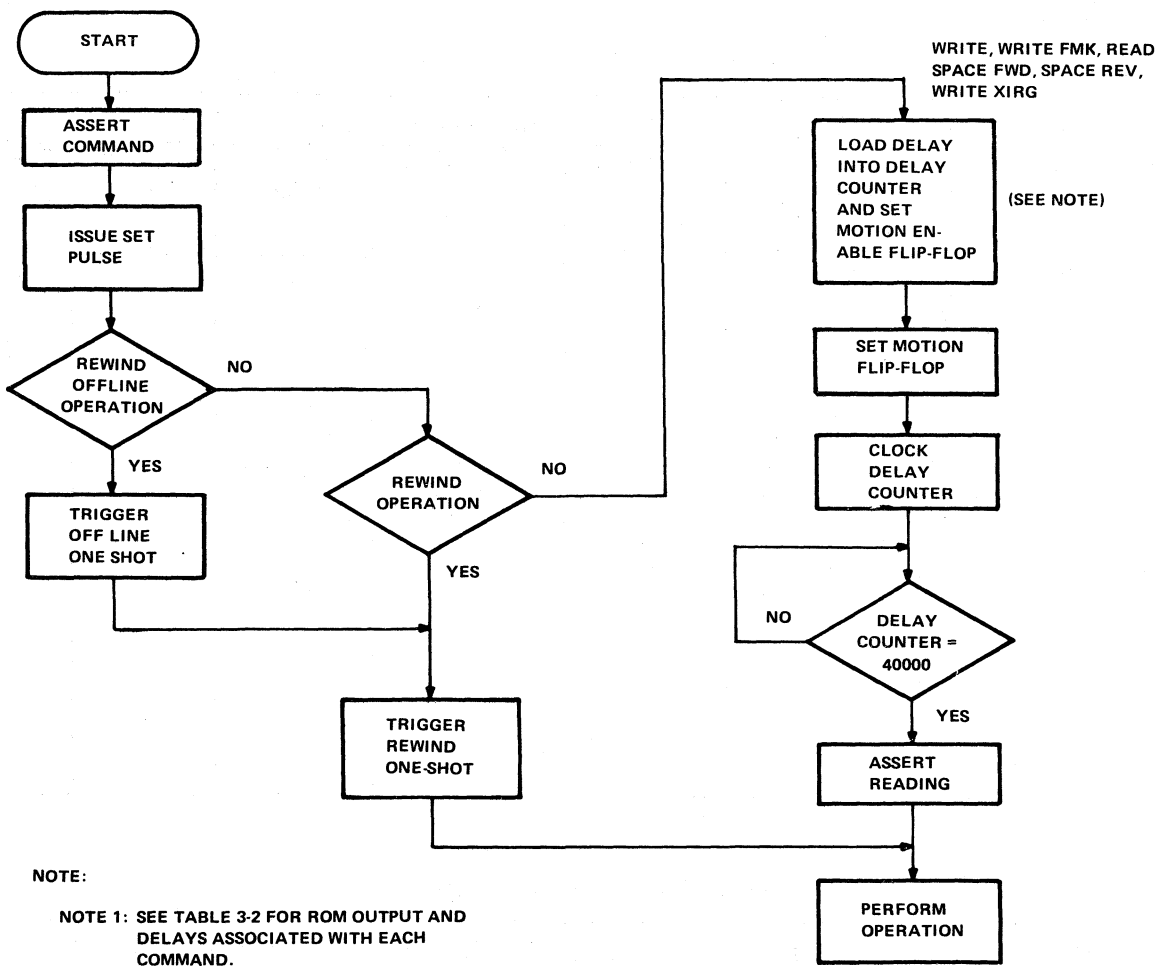 START
ASSERT
COMMAND
ISSUE SET
PULSE
REWIND
OFFLINE
OPERATION
NO
YES
TRIGGER
OFF LINE
ONE SHOT
REWIND
OPERATION
NO
YES
TRIGGER
REWIND
ONE-SHOT
WRITE, WRITE FMK, READ
SPACE FWD, SPACE REV,
WRITE XIRG
LOAD DELAY
INTO DELAY
COUNTER
AND SET
MOTION EN-
ABLE FLIP-FLOP
(SEE NOTE)
SET MOTION
FLIP-FLOP
CLOCK
DELAY
COUNTER
NO
DELAY
COUNTER =
40000
YES
ASSERT
READING
PERFORM
OPERATION
NOTE:
NOTE 1: SEE TABLE 3-2 FOR ROM OUTPUT AND
DELAYS ASSOCIATED WITH EACH
COMMAND.